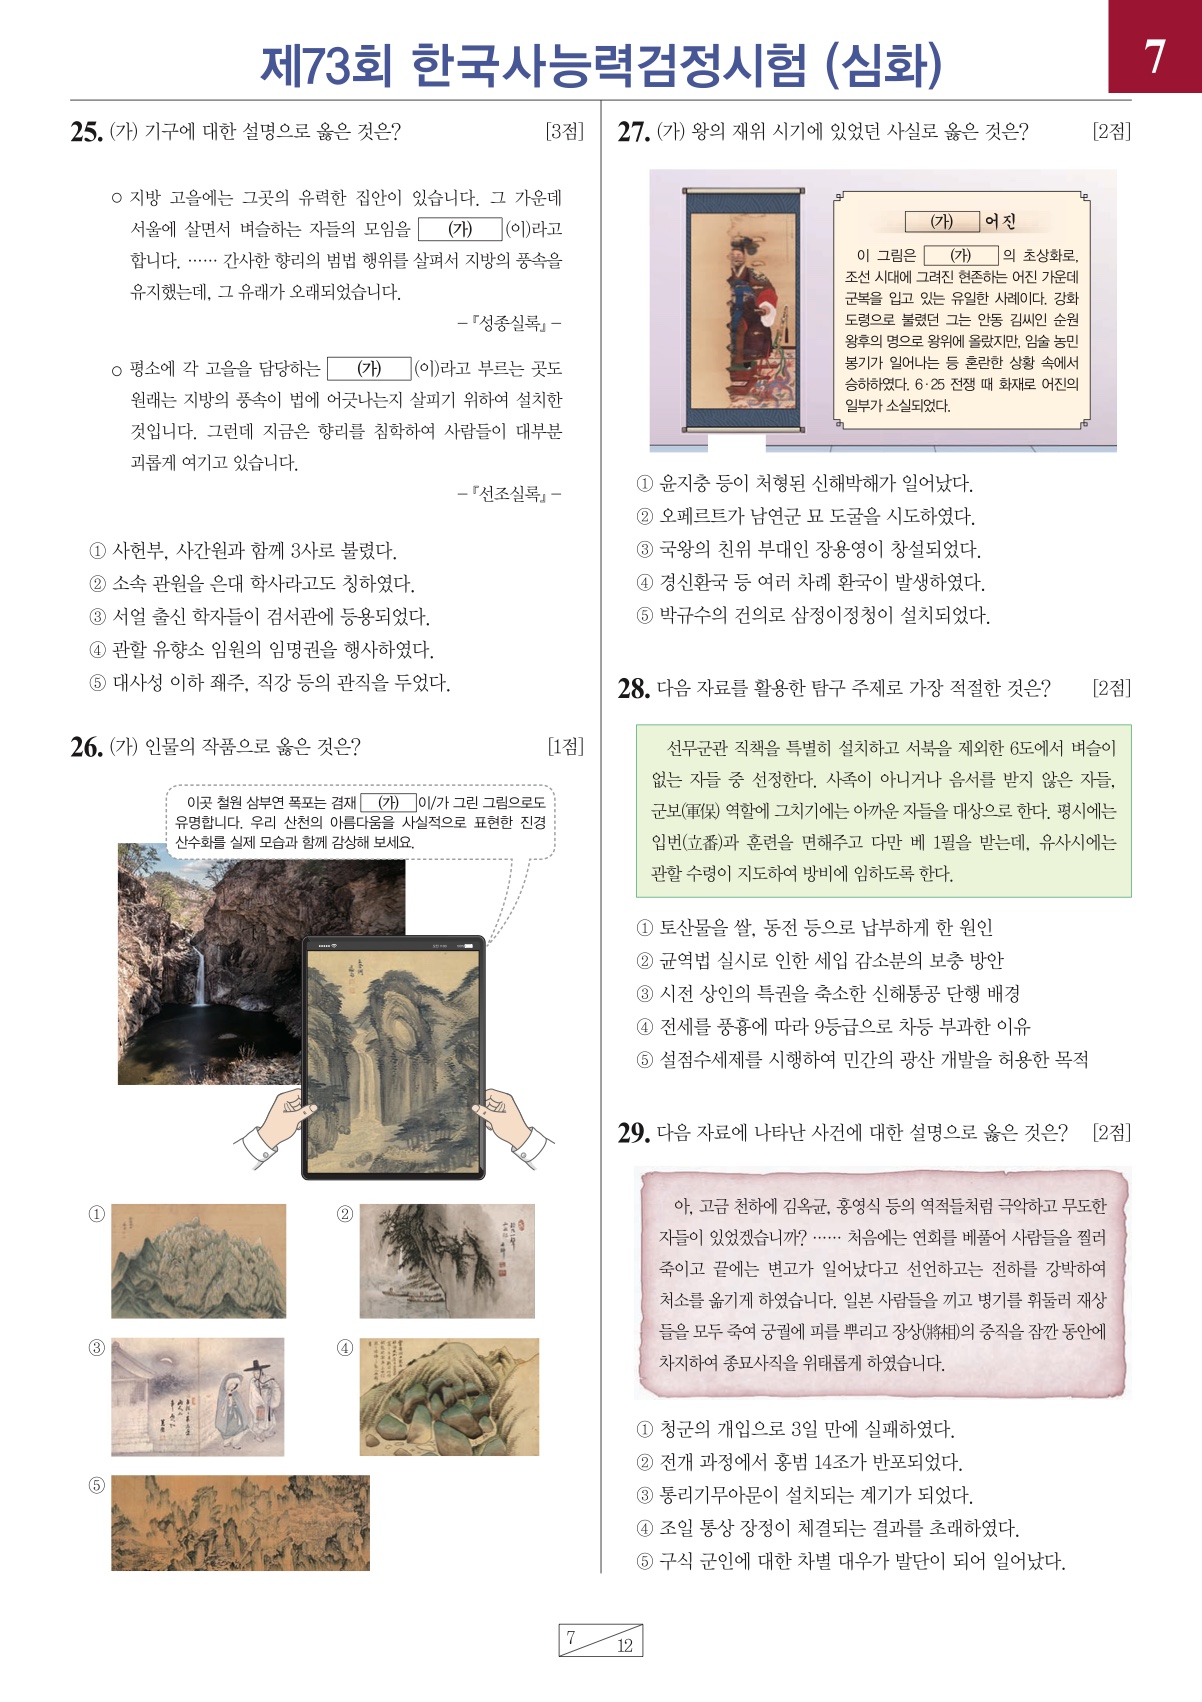 제73회 한국사능력검정시험 (심화)
7
25. (가) 기구에 대한 설명으로 옳은 것은? [3점]
○ 지방 고을에는 그곳의 유력한 집안이 있습니다. 그 가운데
서울에 살면서 벼슬하는 자들의 모임을 (가) (이)라고
합니다. …… 간사한 향리의 범법 행위를 살펴서 지방의 풍속을
유지했는데, 그 유래가 오래되었습니다.
－『성종실록』－
○ 평소에 각 고을을 담당하는 (가) (이)라고 부르는 곳도
원래는 지방의 풍속이 법에 어긋나는지 살피기 위하여 설치한
것입니다. 그런데 지금은 향리를 침학하여 사람들이 대부분
괴롭게 여기고 있습니다.
－『선조실록』－
① 사헌부, 사간원과 함께 3사로 불렸다.
② 소속 관원을 은대 학사라고도 칭하였다.
③ 서얼 출신 학자들이 검서관에 등용되었다.
④ 관할 유향소 임원의 임명권을 행사하였다.
⑤ 대사성 이하 좨주, 직강 등의 관직을 두었다.
26. (가) 인물의 작품으로 옳은 것은? [1점]
이곳 철원 삼부연 폭포는 겸재 (가) 이/가 그린 그림으로도
유명합니다. 우리 산천의 아름다움을 사실적으로 표현한 진경
산수화를 실제 모습과 함께 감상해 보세요.
①
②
③
④
⑤
27. (가) 왕의 재위 시기에 있었던 사실로 옳은 것은? [2점]
(가) 어진
이 그림은 (가) 의 초상화로,
조선 시대에 그려진 현존하는 어진 가운데
군복을 입고 있는 유일한 사례이다. 강화
도령으로 불렸던 그는 안동 김씨인 순원
왕후의 명으로 왕위에 올랐지만, 임술 농민
봉기가 일어나는 등 혼란한 상황 속에서
승하하였다. 6·25 전쟁 때 화재로 어진의
일부가 소실되었다.
① 윤지충 등이 처형된 신해박해가 일어났다.
② 오페르트가 남연군 묘 도굴을 시도하였다.
③ 국왕의 친위 부대인 장용영이 창설되었다.
④ 경신환국 등 여러 차례 환국이 발생하였다.
⑤ 박규수의 건의로 삼정이정청이 설치되었다.
28. 다음 자료를 활용한 탐구 주제로 가장 적절한 것은? [2점]
선무군관 직책을 특별히 설치하고 서북을 제외한 6도에서 벼슬이
없는 자들 중 선정한다. 사족이 아니거나 음서를 받지 않은 자들,
군보(軍保) 역할에 그치기에는 아까운 자들을 대상으로 한다. 평시에는
입번(立番)과 훈련을 면해주고 다만 베 1필을 받는데, 유사시에는
관할 수령이 지도하여 방비에 임하도록 한다.
① 토산물을 쌀, 동전 등으로 납부하게 한 원인
② 균역법 실시로 인한 세입 감소분의 보충 방안
③ 시전 상인의 특권을 축소한 신해통공 단행 배경
④ 전세를 풍흉에 따라 9등급으로 차등 부과한 이유
⑤ 설점수세제를 시행하여 민간의 광산 개발을 허용한 목적
29. 다음 자료에 나타난 사건에 대한 설명으로 옳은 것은? [2점]
아, 고금 천하에 김옥균, 홍영식 등의 역적들처럼 극악하고 무도한
자들이 있었겠습니까? …… 처음에는 연회를 베풀어 사람들을 찔러
죽이고 끝에는 변고가 일어났다고 선언하고는 전하를 강박하여
처소를 옮기게 하였습니다. 일본 사람들을 끼고 병기를 휘둘러 재상
들을 모두 죽여 궁궐에 피를 뿌리고 장상(將相)의 중직을 잠깐 동안에
차지하여 종묘사직을 위태롭게 하였습니다.
① 청군의 개입으로 3일 만에 실패하였다.
② 전개 과정에서 홍범 14조가 반포되었다.
③ 통리기무아문이 설치되는 계기가 되었다.
④ 조일 통상 장정이 체결되는 결과를 초래하였다.
⑤ 구식 군인에 대한 차별 대우가 발단이 되어 일어났다.
7
12